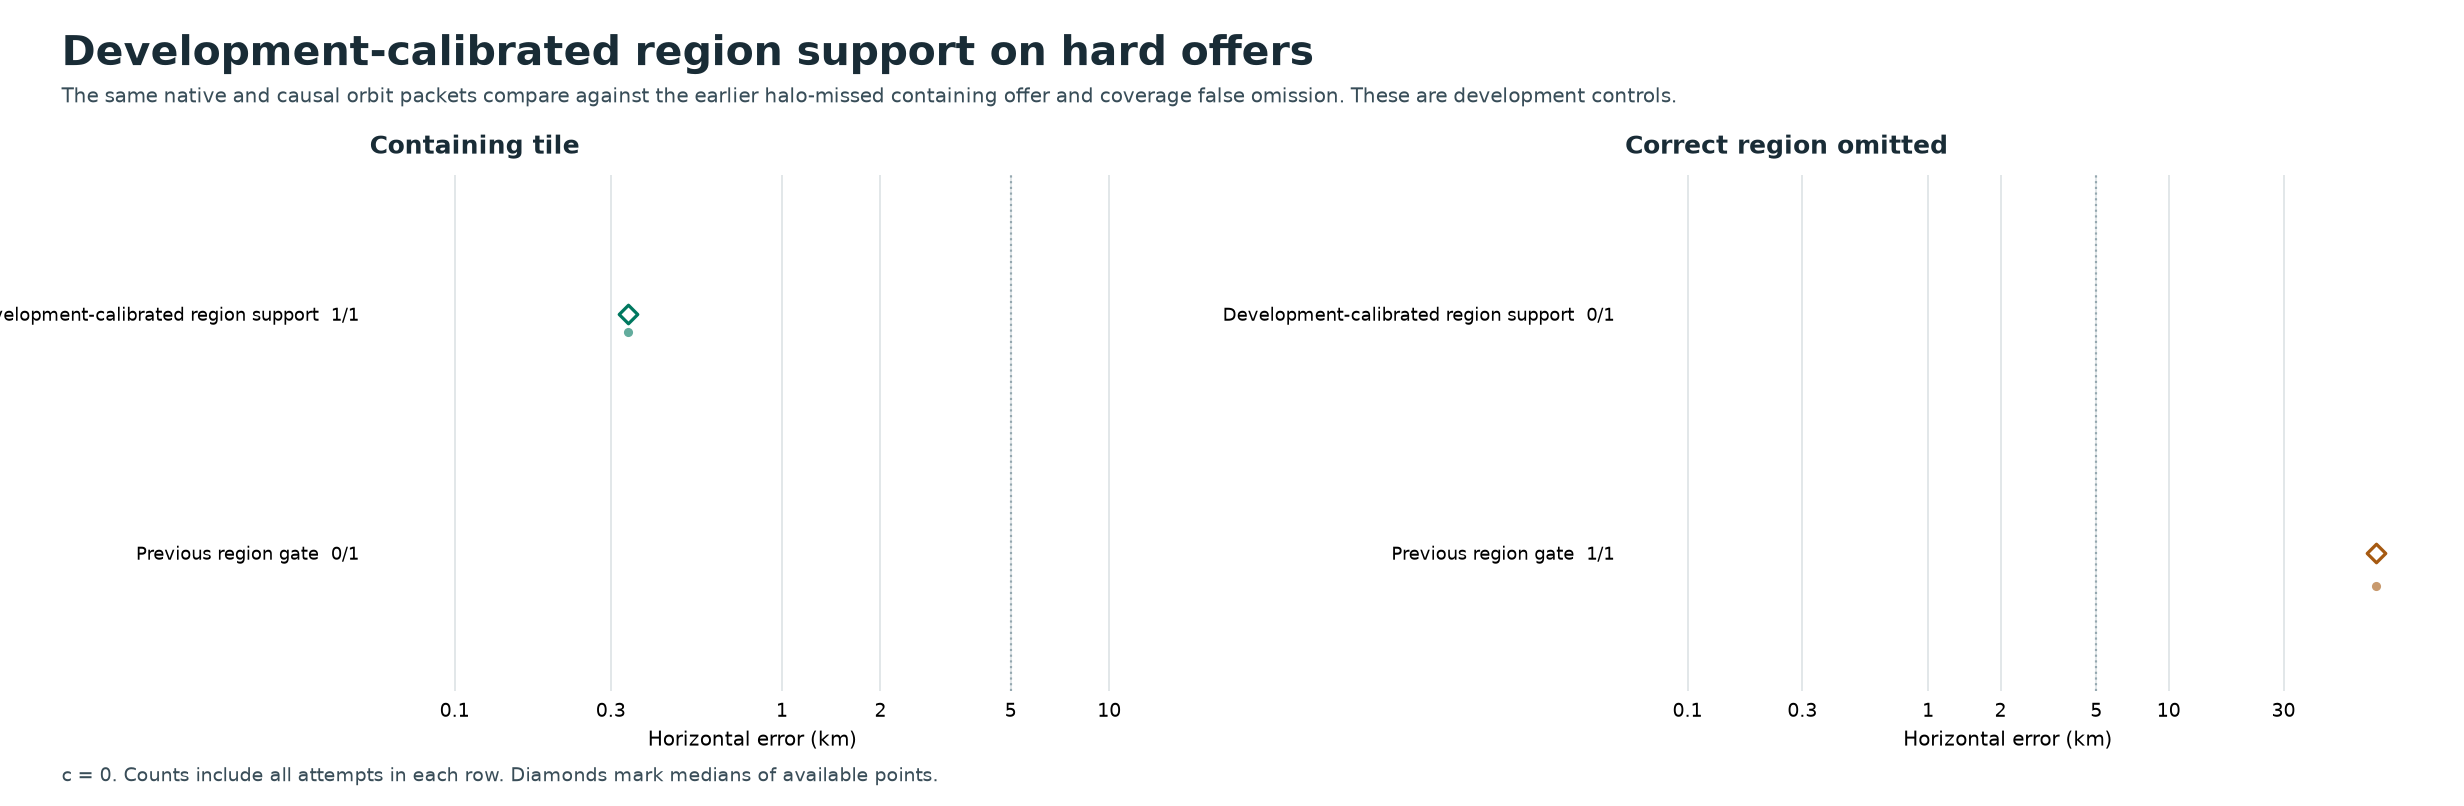 Development-calibrated region support on hard offers
The same native and causal orbit packets compare against the earlier halo-missed containing offer and coverage false omission. These are development controls.
Containing tile
velopment-calibrated region support 1/1
Previous region gate 0/1
0.1 0.3 1 2 5 10
Horizontal error (km)
Correct region omitted
Development-calibrated region support 0/1
Previous region gate 1/1
0.1 0.3 1 2 5 10 30
Horizontal error (km)
c = 0. Counts include all attempts in each row. Diamonds mark medians of available points.